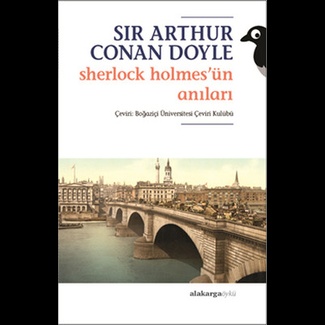 SIR ARTHUR
CONAN DOYLE
sherlock holmes'ün
anıları
Çeviri: Boğaziçi Üniversitesi Çeviri Kulübü
alakargaöykü